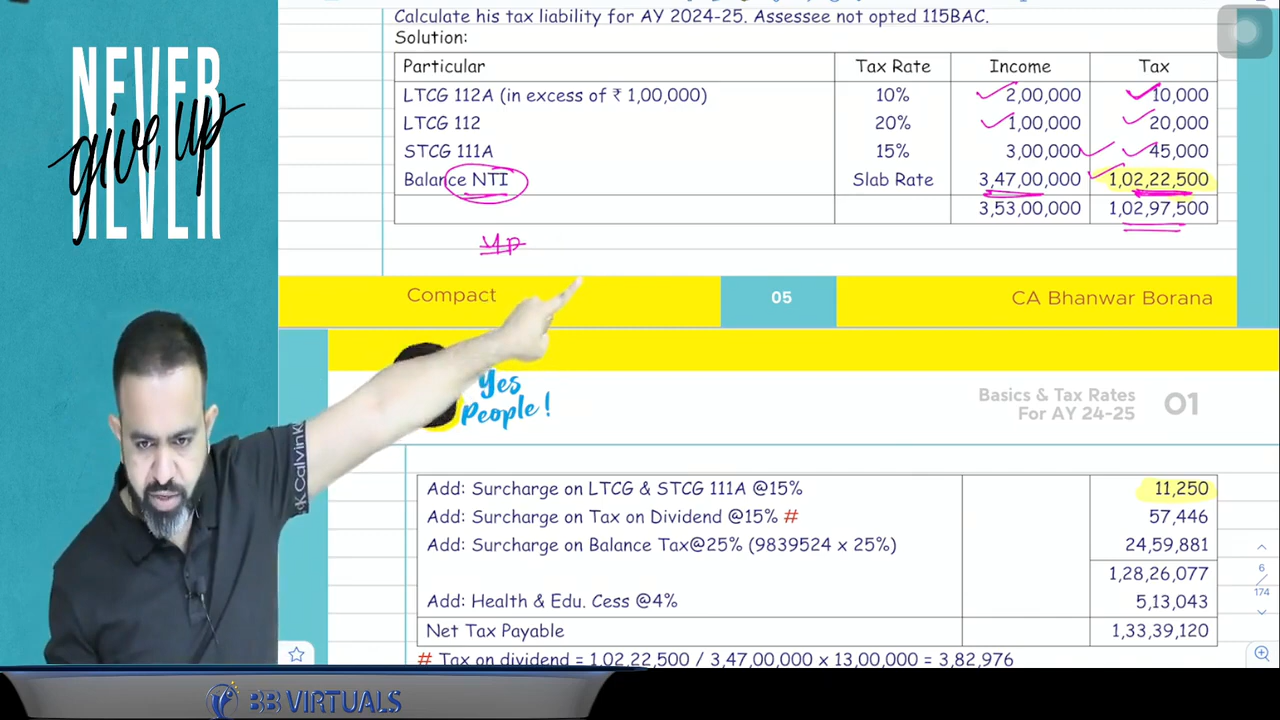 NEVER
give up
NEVER
Calculate his tax liability for AY 2024-25. Assessee not opted 115BAC.
Solution:
Particular Tax Rate Income Tax
LTCG 112A (in excess of ₹ 1,00,000) 10% 2,00,000 10,000
LTCG 112 20% 1,00,000 20,000
STCG 111A 15% 3,00,000 45,000
Balance NTI Slab Rate 3,47,00,000 1,02,22,500
3,53,00,000 1,02,97,500
Compact 05 CA Bhanwar Borana
Yes
People!
Basics & Tax Rates
For AY 24-25
01
Add: Surcharge on LTCG & STCG 111A @15% 11,250
Add: Surcharge on Tax on Dividend @15% # 57,446
Add: Surcharge on Balance Tax@25% (9839524 x 25%) 24,59,881
1,28,26,077
Add: Health & Edu. Cess @4% 5,13,043
Net Tax Payable 1,33,39,120
# Tax on dividend = 1,02,22,500 / 3,47,00,000 x 13,00,000 = 3,82,976
6
174
BB VIRTUALS